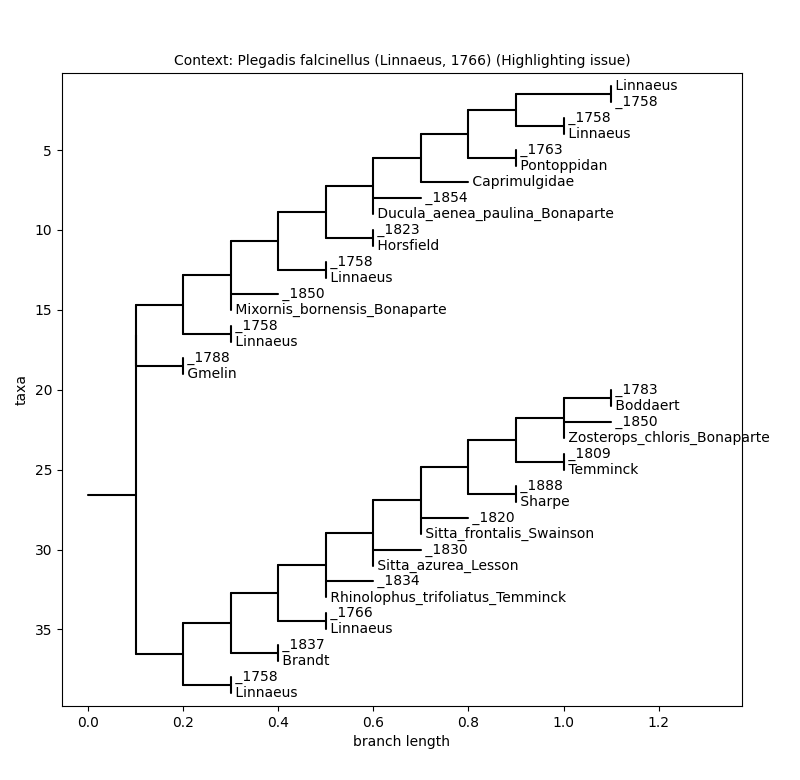 Context: Plegadis falcinellus (Linnaeus, 1766) (Highlighting issue)
Linnaeus
_1758
_1758
Linnaeus
_1763
Pontoppidan
Caprimulgidae
_1854
Ducula_aenea_paulina_Bonaparte
_1823
Horsfield
_1758
Linnaeus
_1850
Mixornis_bornensis_Bonaparte
_1758
Linnaeus
_1788
Gmelin
_1783
Boddaert
_1850
Zosterops_chloris_Bonaparte
_1809
Temminck
_1888
Sharpe
_1820
Sitta_frontalis_Swainson
_1830
Sitta_azurea_Lesson
_1834
Rhinolophus_trifoliatus_Temminck
_1766
Linnaeus
_1837
Brandt
_1758
Linnaeus
5
10
15
20
25
30
35
taxa
0.0 0.2 0.4 0.6 0.8 1.0 1.2
branch length